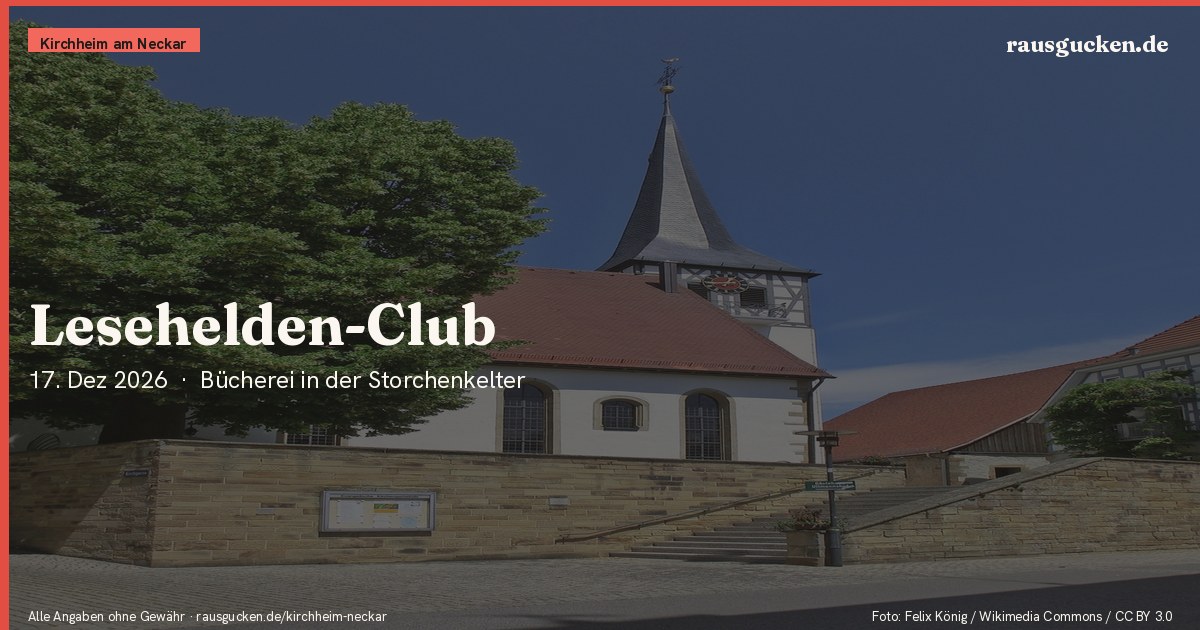 Kirchheim am Neckar
rausgucken.de
Lesehelden-Club
17. Dez 2026 · Bücherei in der Storchenkelter
Alle Angaben ohne Gewähr · rausgucken.de/kirchheim-neckar
Foto: Felix König / Wikimedia Commons / CC BY 3.0